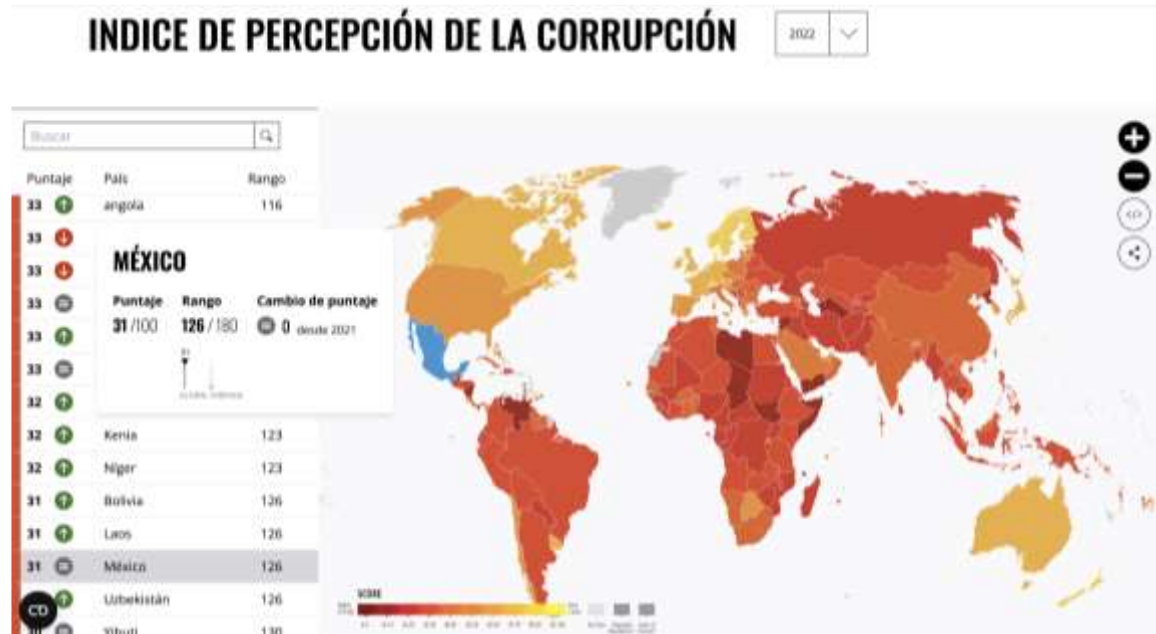 INDICE DE PERCEPCIÓN DE LA CORRUPCIÓN 2022
Buscar
Puntaje País Rango
33 angola 116
33
33
33
33
33
32
MÉXICO
Puntaje Rango Cambio de puntaje
31/100 126/180 0 desde 2021
32 Kenia 123
32 Níger 123
31 Bolivia 126
31 Laos 126
31 México 126
Uzbekistán 126
130
CD
SCORE